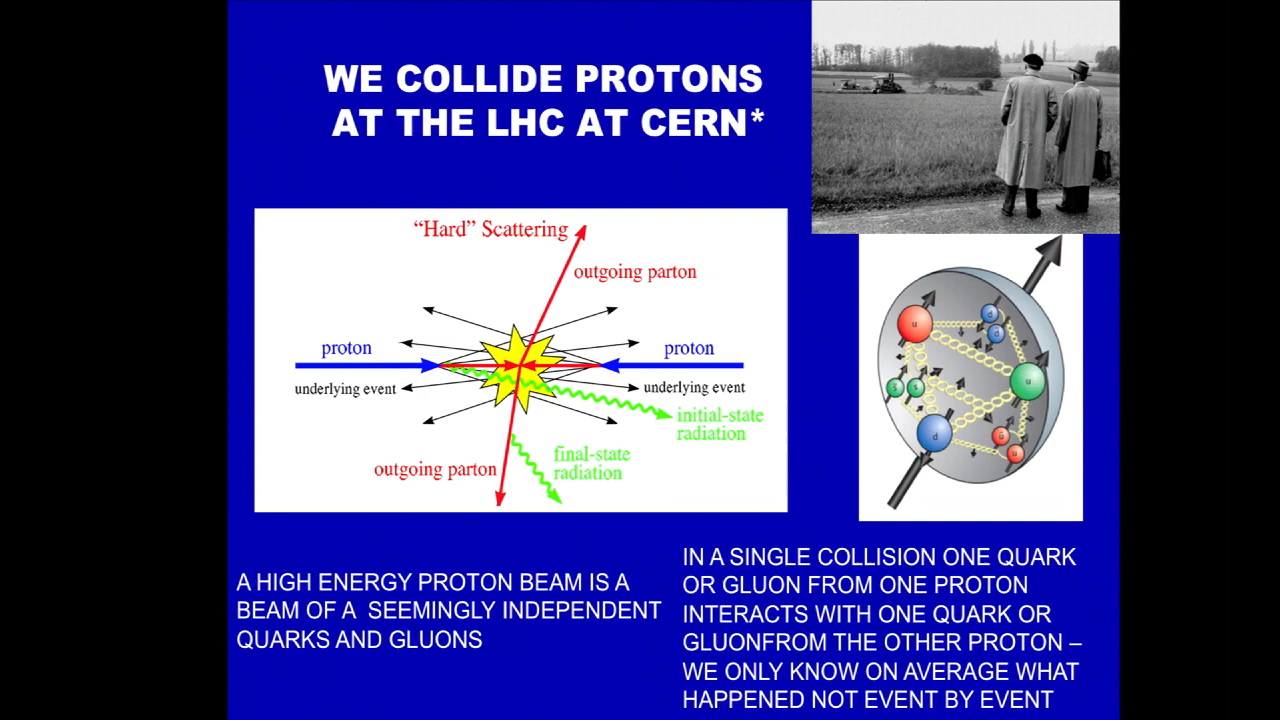 WE COLLIDE PROTONS
AT THE LHC AT CERN*
"Hard" Scattering
outgoing parton
proton
proton
underlying event
underlying event
initial-state
radiation
final-state
radiation
outgoing parton
u
d
d
u
s
s
d
ū
u
A HIGH ENERGY PROTON BEAM IS A
BEAM OF A SEEMINGLY INDEPENDENT
QUARKS AND GLUONS
IN A SINGLE COLLISION ONE QUARK
OR GLUON FROM ONE PROTON
INTERACTS WITH ONE QUARK OR
GLUONFROM THE OTHER PROTON –
WE ONLY KNOW ON AVERAGE WHAT
HAPPENED NOT EVENT BY EVENT